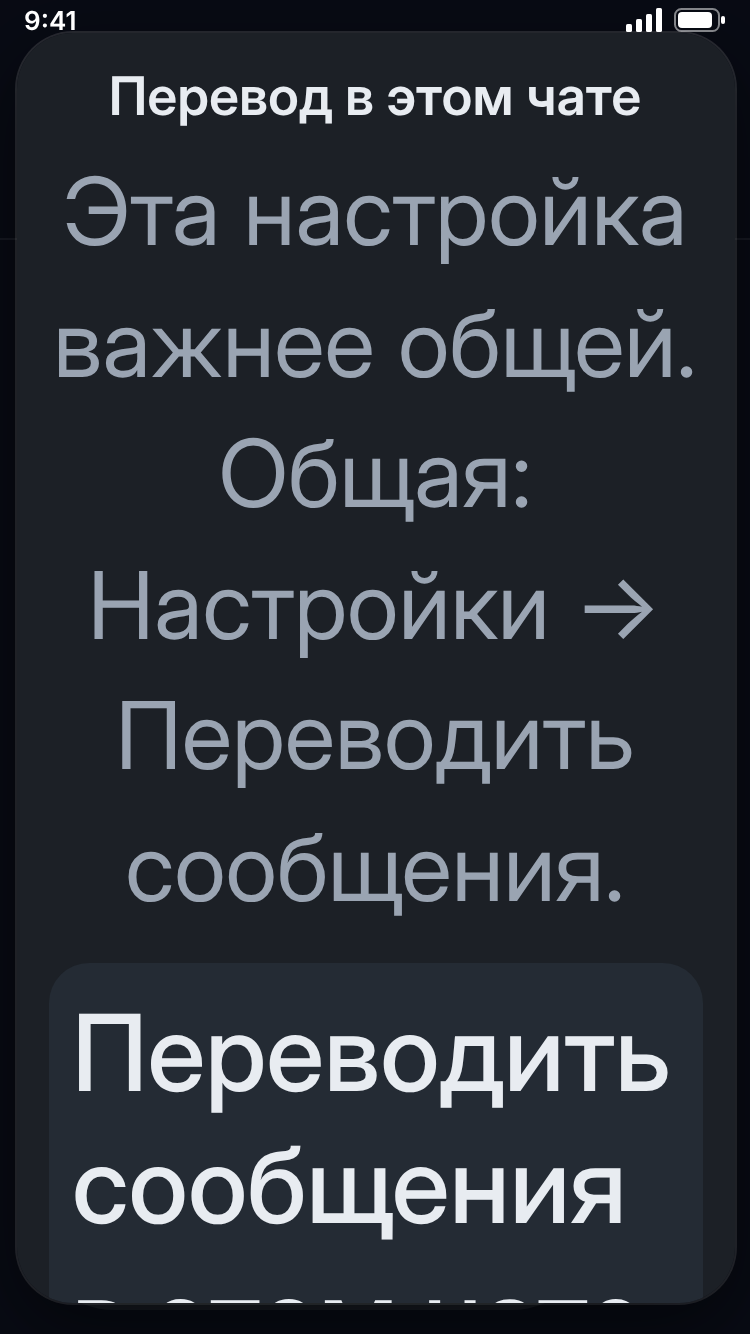 9:41
Перевод в этом чате
Эта настройка
важнее общей.
Общая:
Настройки →
Переводить
сообщения.
Переводить
сообщения